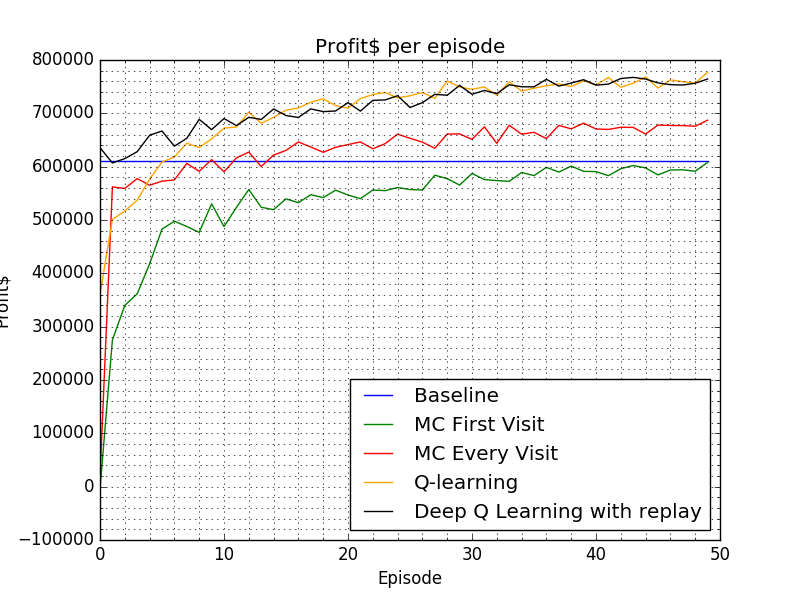 Profit$ per episode
800000
700000
600000
500000
400000
300000
200000
100000
0
−100000
Profit$
0 10 20 30 40 50
Episode
Baseline
MC First Visit
MC Every Visit
Q-learning
Deep Q Learning with replay